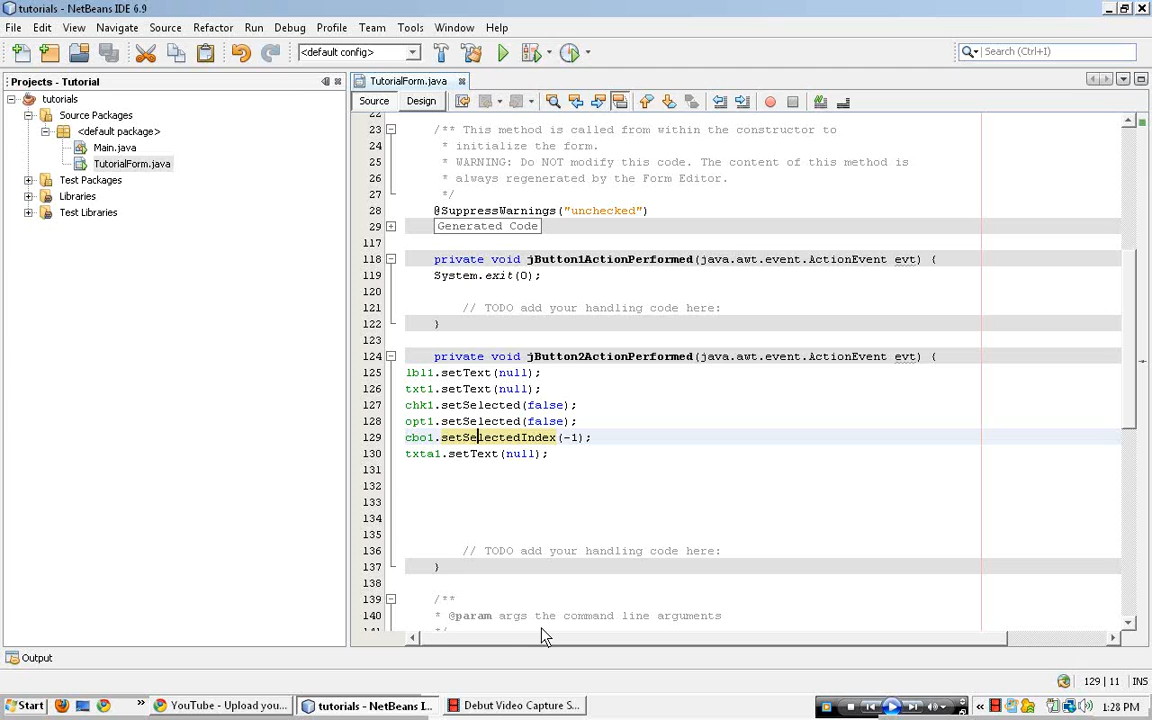 tutorials - NetBeans IDE 6.9
File Edit View Navigate Source Refactor Run Debug Profile Team Tools Window Help
<default config>
Search (Ctrl+I)
Projects - Tutorial
tutorials
Source Packages
<default package>
Main.java
TutorialForm.java
Test Packages
Libraries
Test Libraries
TutorialForm.java
Source Design
22
23 /** This method is called from within the constructor to
24 * initialize the form.
25 * WARNING: Do NOT modify this code. The content of this method is
26 * always regenerated by the Form Editor.
27 */
28 @SuppressWarnings("unchecked")
29 Generated Code
117
118 private void jButton1ActionPerformed(java.awt.event.ActionEvent evt) {
119 System.exit(0);
120
121 // TODO add your handling code here:
122 }
123
124 private void jButton2ActionPerformed(java.awt.event.ActionEvent evt) {
125 lbl1.setText(null);
126 txt1.setText(null);
127 chk1.setSelected(false);
128 opt1.setSelected(false);
129 cbo1.setSelectedIndex(-1);
130 txta1.setText(null);
131
132
133
134
135
136 // TODO add your handling code here:
137 }
138
139 /**
140 * @param args the command line arguments
141 */
Output
129 | 11 INS
Start
YouTube - Upload you...
tutorials - NetBeans I...
Debut Video Capture S...
1:28 PM